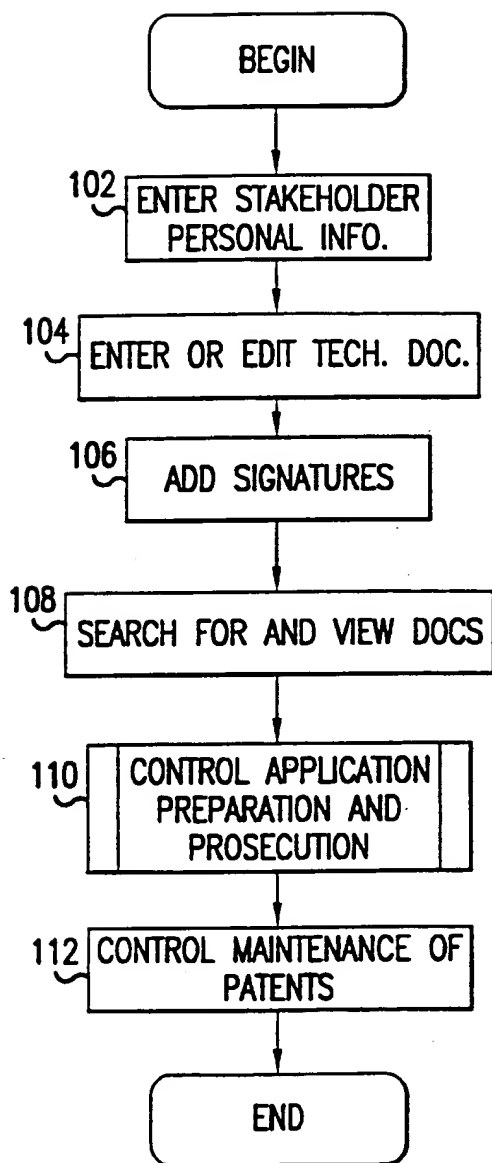 BEGIN
102
ENTER STAKEHOLDER
PERSONAL INFO.
104
ENTER OR EDIT TECH. DOC.
106
ADD SIGNATURES
108
SEARCH FOR AND VIEW DOCS
110
CONTROL APPLICATION
PREPARATION AND
PROSECUTION
112
CONTROL MAINTENANCE OF
PATENTS
END